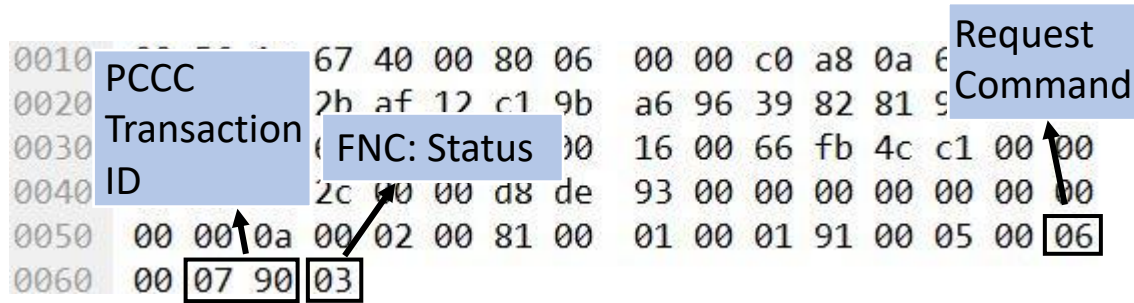 Request
Command
PCCC
Transaction
ID
FNC: Status
0010 67 40 00 80 06 00 00 c0 a8 0a
0020 2b af 12 c1 9b a6 96 39 82 81
0030 16 00 66 fb 4c c1 00 00
0040 2c 00 00 d8 de 93 00 00 00 00 00 00 00
0050 00 00 0a 00 02 00 81 00 01 00 01 91 00 05 00 06
0060 00 07 90 03